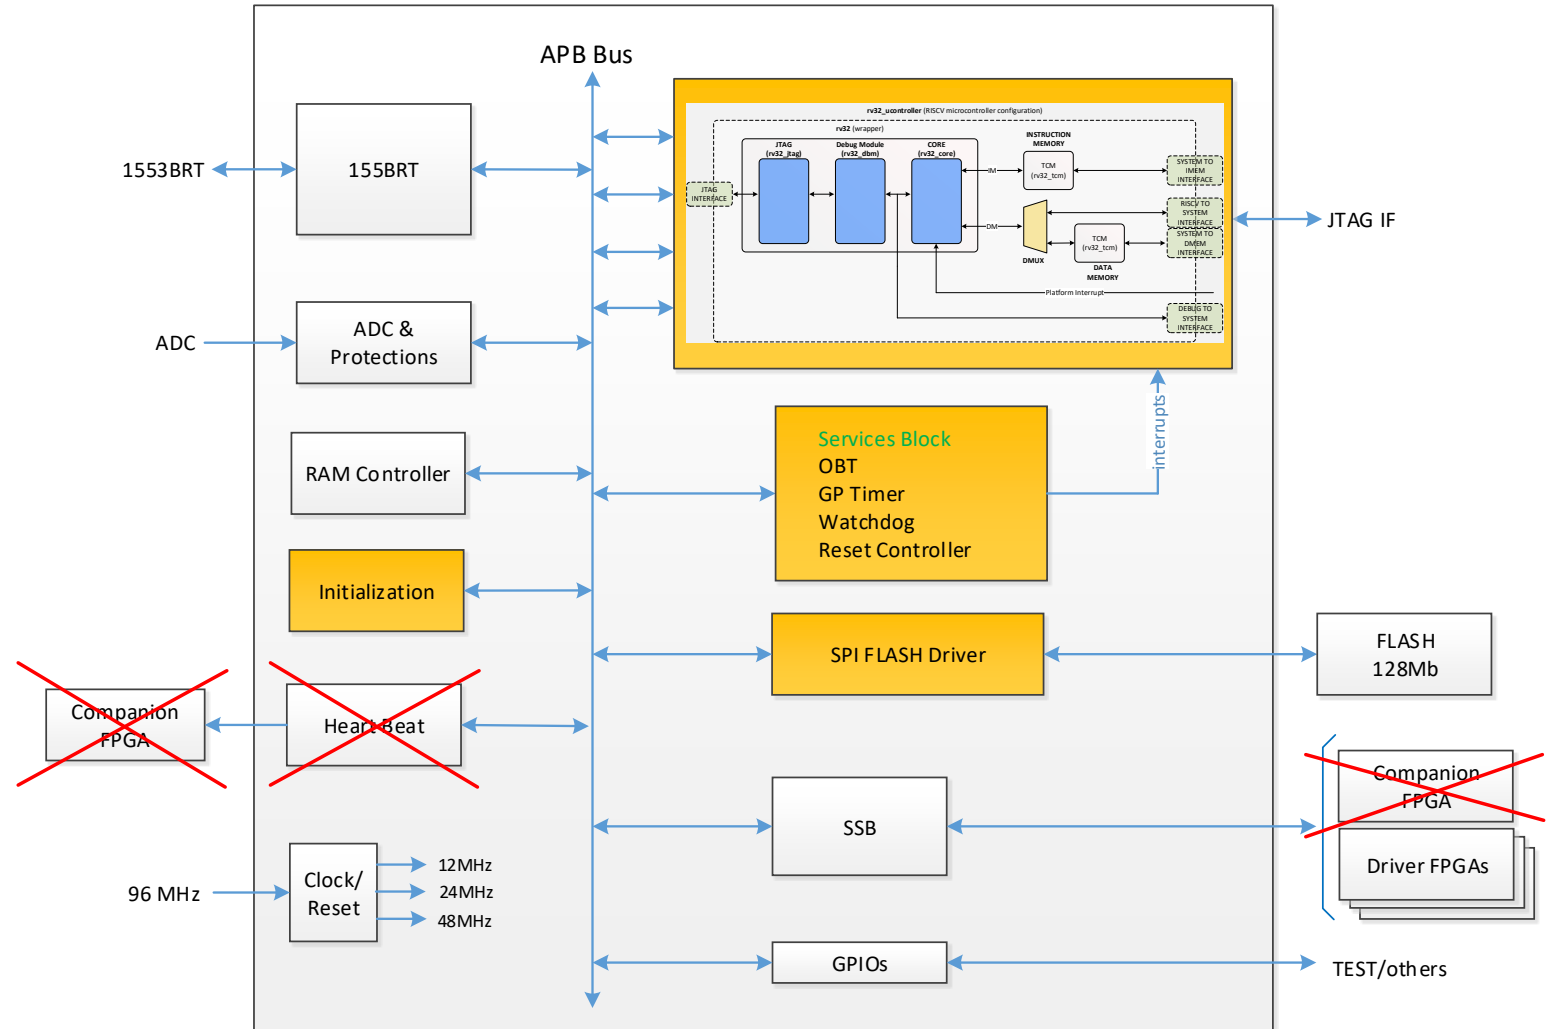 APB Bus
1553BRT
155BRT
ADC
ADC &
Protections
RAM Controller
Initialization
Companion
FPGA
Heart Beat
96 MHz
Clock/
Reset
12MHz
24MHz
48MHz
rv32_ucontroller (RISCV microcontroller configuration)
rv32 (wrapper)
JTAG
INTERFACE
JTAG
(rv32_jtag)
Debug Module
(rv32_dbm)
CORE
(rv32_core)
IM
DM
INSTRUCTION
MEMORY
TCM
(rv32_tcm)
DMUX
TCM
(rv32_tcm)
DATA
MEMORY
Platform Interrupt
SYSTEM TO
IMEM
INTERFACE
RISCV TO
SYSTEM
INTERFACE
SYSTEM TO
DMEM
INTERFACE
DEBUG TO
SYSTEM
INTERFACE
JTAG IF
interrupts
Services Block
OBT
GP Timer
Watchdog
Reset Controller
SPI FLASH Driver
FLASH
128Mb
SSB
Companion
FPGA
Driver FPGAs
GPIOs
TEST/others